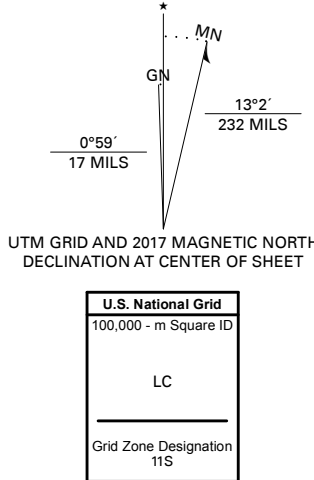 ★
MN
GN
0°59´
17 MILS
13°2´
232 MILS
UTM GRID AND 2017 MAGNETIC NORTH
DECLINATION AT CENTER OF SHEET
U.S. National Grid
100,000 - m Square ID
LC
Grid Zone Designation
11S